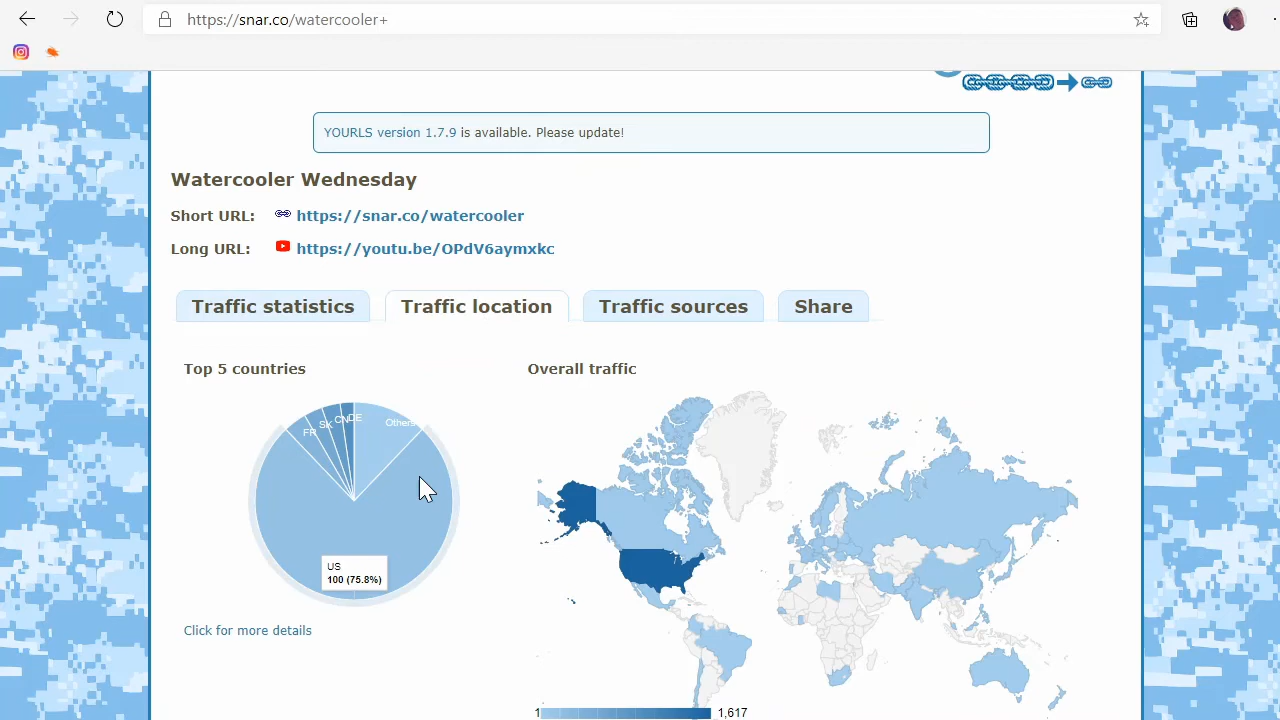 https://snar.co/watercooler+
YOURLS version 1.7.9 is available. Please update!
Watercooler Wednesday
Short URL: https://snar.co/watercooler
Long URL: https://youtu.be/OPdV6aymxkc
Traffic statistics Traffic location Traffic sources Share
Top 5 countries Overall traffic
FR SK CN DE Others
US
100 (75.8%)
Click for more details
1 1,617